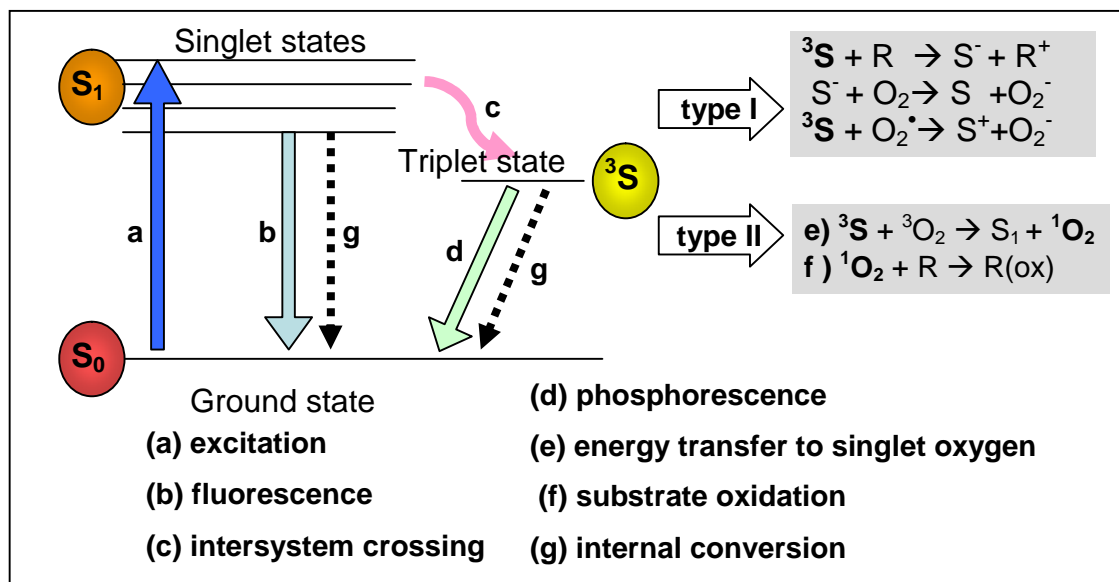 Singlet states
S₁
a
b
g
c
Triplet state
³S
d
g
S₀
Ground state
type I
³S + R → S⁻ + R⁺
S⁻ + O₂→ S +O₂⁻
³S + O₂•→ S⁺+O₂⁻
type II
e) ³S + ³O₂ → S₁ + ¹O₂
f ) ¹O₂ + R → R(ox)
(a) excitation
(b) fluorescence
(c) intersystem crossing
(d) phosphorescence
(e) energy transfer to singlet oxygen
(f) substrate oxidation
(g) internal conversion